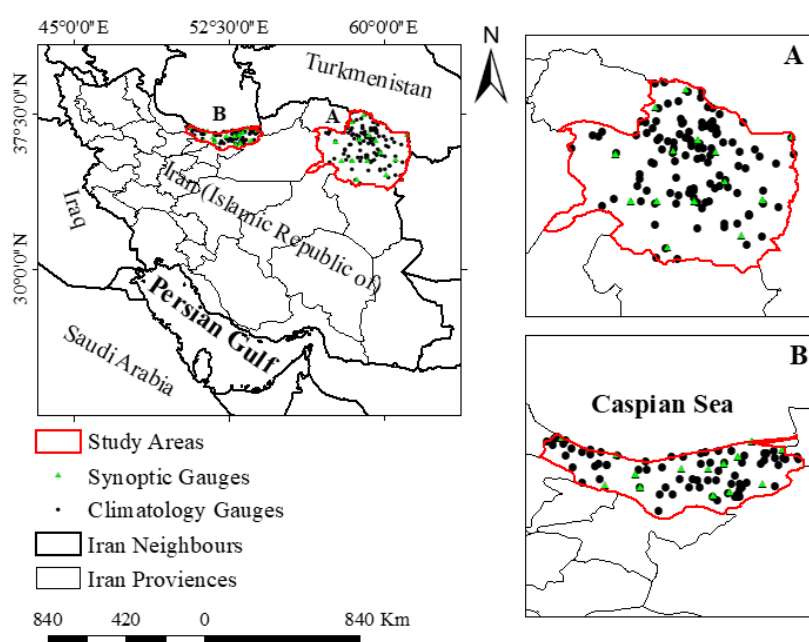 45°0'0"E 52°30'0"E 60°0'0"E
N
37°30'0"N
30°0'0"N
Turkmenistan
B
A
Iraq
Iran (Islamic Republic of)
Persian Gulf
Saudi Arabia
Study Areas
Synoptic Gauges
Climatology Gauges
Iran Neighbours
Iran Proviences
840 420 0 840 Km
A
B
Caspian Sea